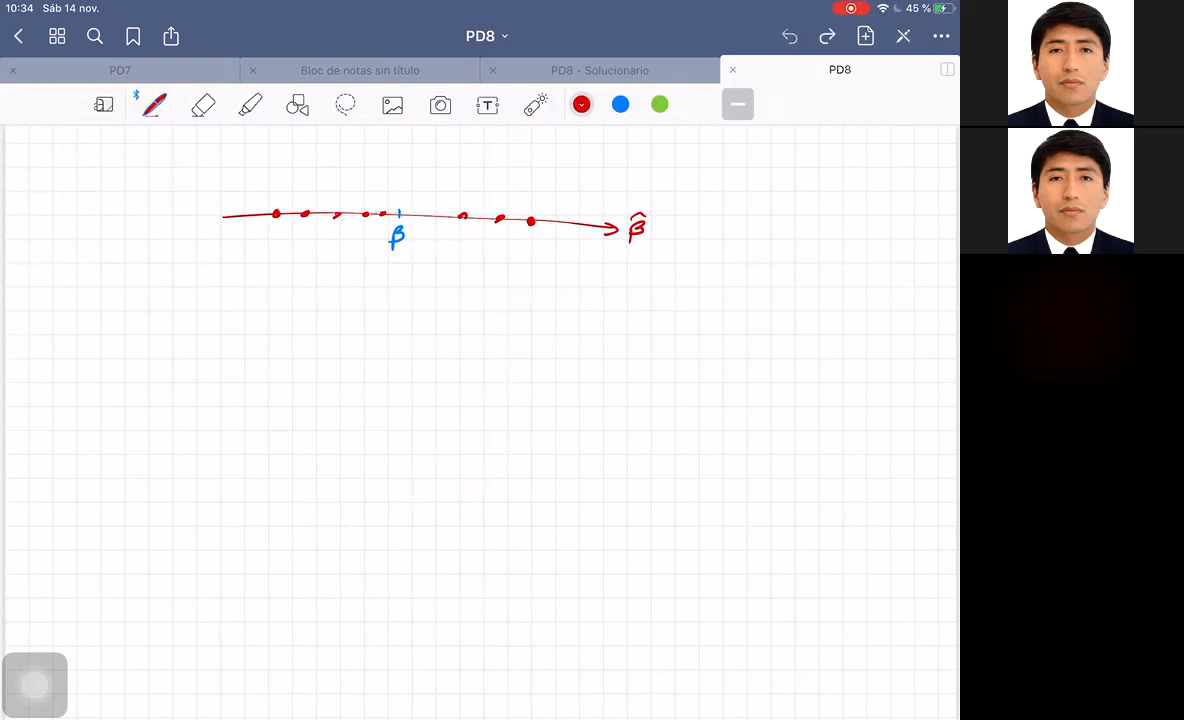 10:34 Sáb 14 nov. 45 %
PD8
PD7 Bloc de notas sin título PD8 - Solucionario PD8
T
β̂
β